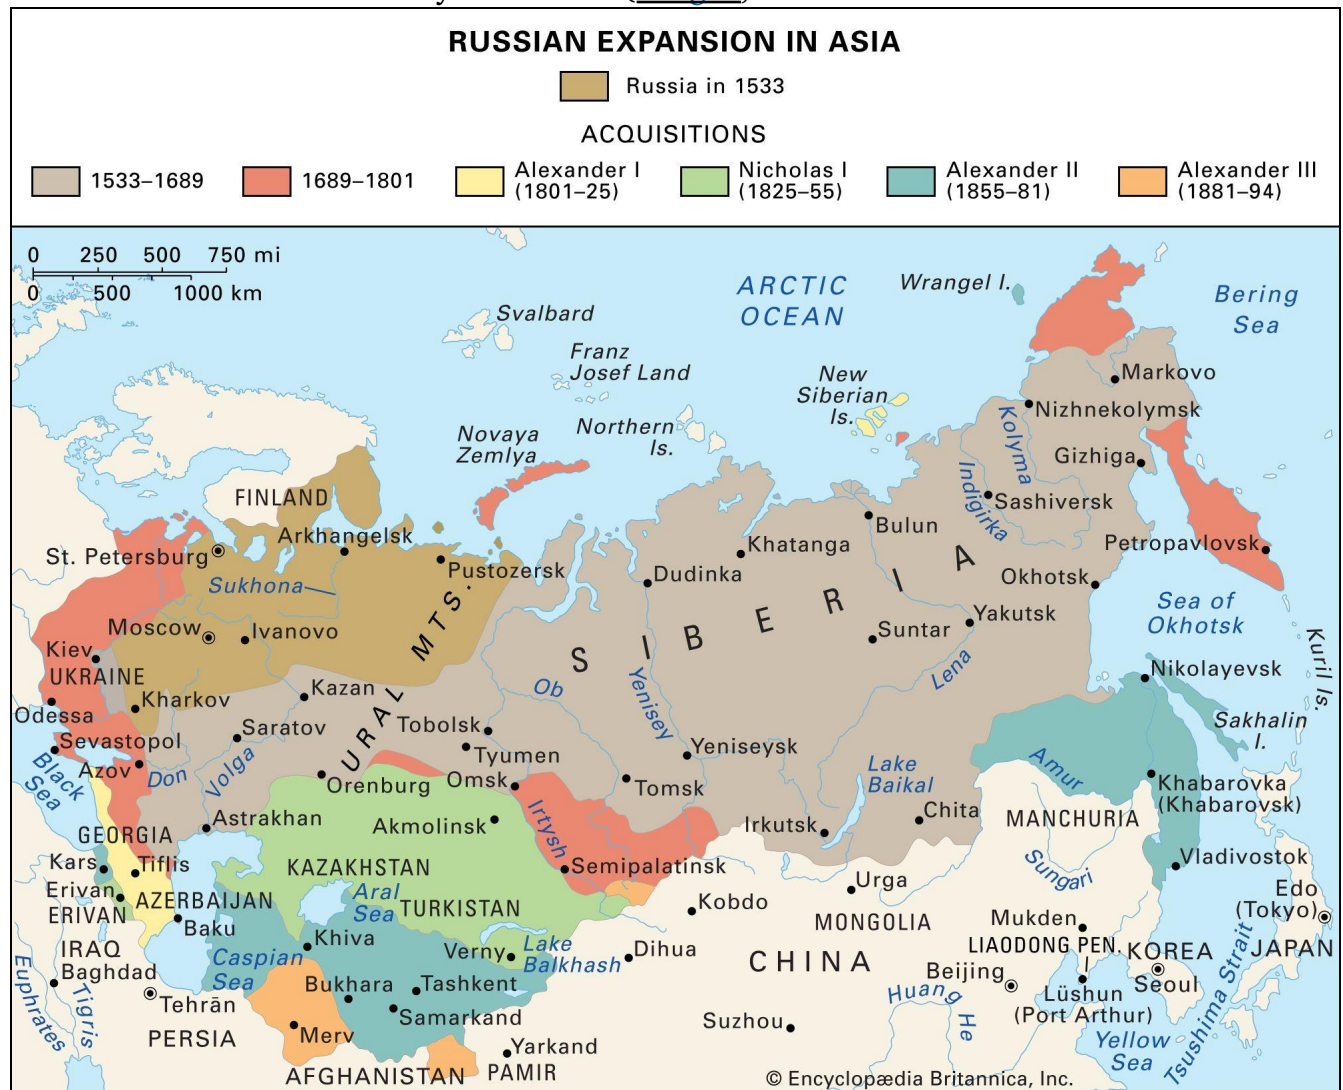 RUSSIAN EXPANSION IN ASIA
Russia in 1533
ACQUISITIONS
1533–1689
1689–1801
Alexander I
(1801–25)
Nicholas I
(1825–55)
Alexander II
(1855–81)
Alexander III
(1881–94)
0 250 500 750 mi
0 500 1000 km
ARCTIC
OCEAN
Wrangel I.
Bering
Sea
Svalbard
Franz
Josef Land
New
Siberian
Is.
Northern
Is.
Novaya
Zemlya
Markovo
Nizhnekolymsk
Kolyma
Gizhiga
Indigirka
Sashiversk
FINLAND
Arkhangelsk
St. Petersburg
Sukhona
Pustozersk
Khatanga
Bulun
Dudinka
Petropavlovsk
Okhotsk
Yakutsk
Suntar
Sea of
Okhotsk
Kuril Is.
SIBERIA
Moscow
Ivanovo
URAL MTS.
Kiev
UKRAINE
Kharkov
Kazan
Ob
Yenisey
Lena
Nikolayevsk
Odessa
Saratov
Tobolsk
Sakhalin
I.
Sevastopol
Black
Sea
Azov
Don
Volga
Tyumen
Yeniseysk
Orenburg
Omsk
Tomsk
Lake
Baikal
Amur
Khabarovka
(Khabarovsk)
Astrakhan
Akmolinsk
Irtysh
Irkutsk
Chita
MANCHURIA
GEORGIA
Kars
Tiflis
KAZAKHSTAN
Semipalatinsk
Urga
Sungari
Vladivostok
Erivan
ERIVAN
AZERBAIJAN
Aral
Sea
TURKISTAN
Kobdo
MONGOLIA
Edo
(Tokyo)
Baku
Mukden
IRAQ
Baghdad
Khiva
Verny
Lake
Balkhash
Dihua
CHINA
LIAODONG PEN.
KOREA
JAPAN
Caspian
Sea
Bukhara
Tashkent
Beijing
Seoul
Lüshun
(Port Arthur)
Tehrān
Tigris
Euphrates
Samarkand
Huang
He
Tsushima Strait
PERSIA
Merv
Suzhou
Yellow
Sea
Yarkand
PAMIR
AFGHANISTAN
© Encyclopædia Britannica, Inc.